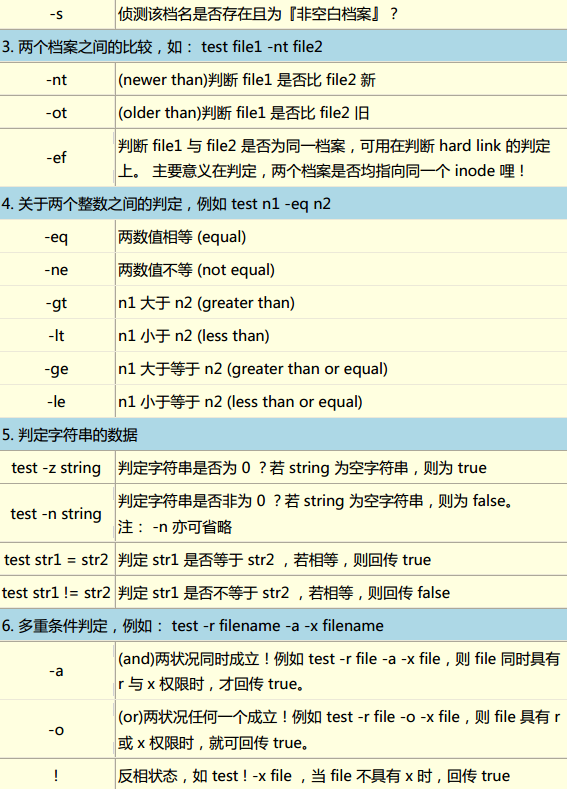 -s 侦测该档名是否存在且为『非空白档案』？
3. 两个档案之间的比较，如： test file1 -nt file2
-nt (newer than)判断 file1 是否比 file2 新
-ot (older than)判断 file1 是否比 file2 旧
-ef 判断 file1 与 file2 是否为同一档案，可用在判断 hard link 的判定
上。 主要意义在判定，两个档案是否均指向同一个 inode 哩！
4. 关于两个整数之间的判定，例如 test n1 -eq n2
-eq 两数值相等 (equal)
-ne 两数值不等 (not equal)
-gt n1 大于 n2 (greater than)
-lt n1 小于 n2 (less than)
-ge n1 大于等于 n2 (greater than or equal)
-le n1 小于等于 n2 (less than or equal)
5. 判定字符串的数据
test -z string 判定字符串是否为 0 ？若 string 为空字符串，则为 true
test -n string 判定字符串是否非为 0 ？若 string 为空字符串，则为 false。
注： -n 亦可省略
test str1 = str2 判定 str1 是否等于 str2 ，若相等，则回传 true
test str1 != str2 判定 str1 是否不等于 str2 ，若相等，则回传 false
6. 多重条件判定，例如： test -r filename -a -x filename
-a (and)两状况同时成立！例如 test -r file -a -x file，则 file 同时具有
r 与 x 权限时，才回传 true。
-o (or)两状况任何一个成立！例如 test -r file -o -x file，则 file 具有 r
或 x 权限时，就可回传 true。
! 反相状态，如 test ! -x file ，当 file 不具有 x 时，回传 true